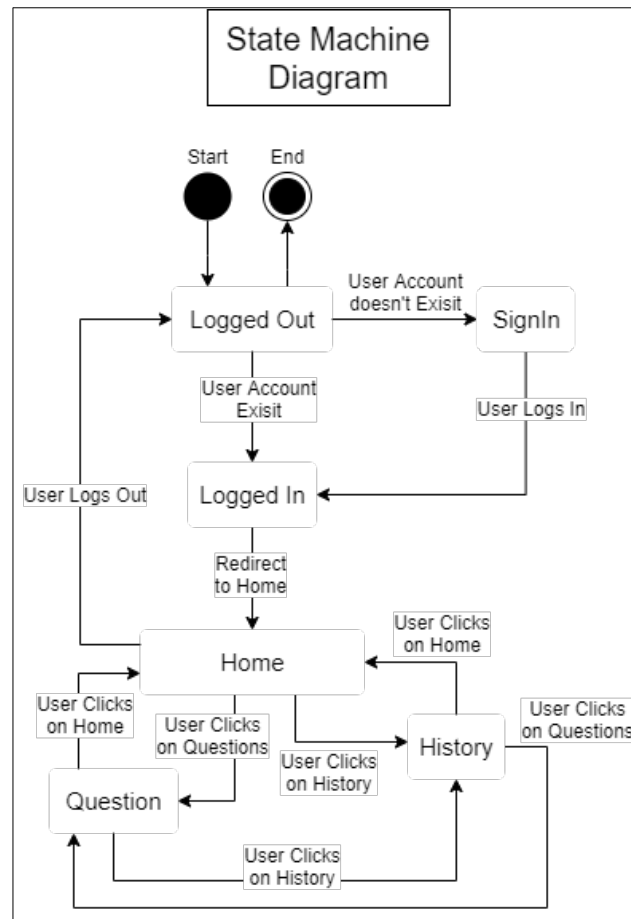 State Machine
Diagram
Start
End
User Account
doesn't Exisit
Logged Out
SignIn
User Account
Exisit
User Logs In
Logged In
User Logs Out
Redirect
to Home
User Clicks
on Home
Home
User Clicks
on Home
User Clicks
on Questions
User Clicks
on Questions
History
User Clicks
on History
Question
User Clicks
on History